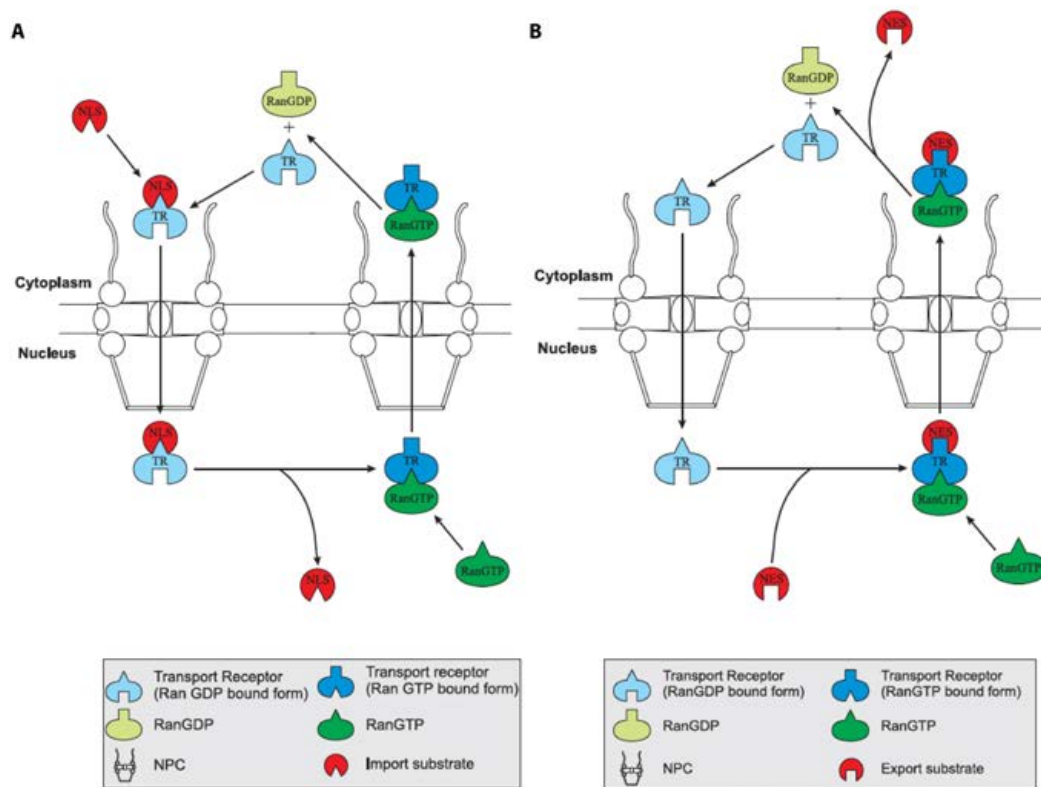 A
NLS
RanGDP
+
TR
NLS
TR
TR
RanGTP
Cytoplasm
Nucleus
NLS
TR
TR
RanGTP
NLS
RanGTP
Transport Receptor
(Ran GDP bound form)
Transport receptor
(Ran GTP bound form)
RanGDP
RanGTP
NPC
Import substrate
B
NES
RanGDP
+
TR
NES
TR
RanGTP
TR
Cytoplasm
Nucleus
TR
NES
TR
RanGTP
NES
RanGTP
Transport Receptor
(RanGDP bound form)
Transport Receptor
(RanGTP bound form)
RanGDP
RanGTP
NPC
Export substrate